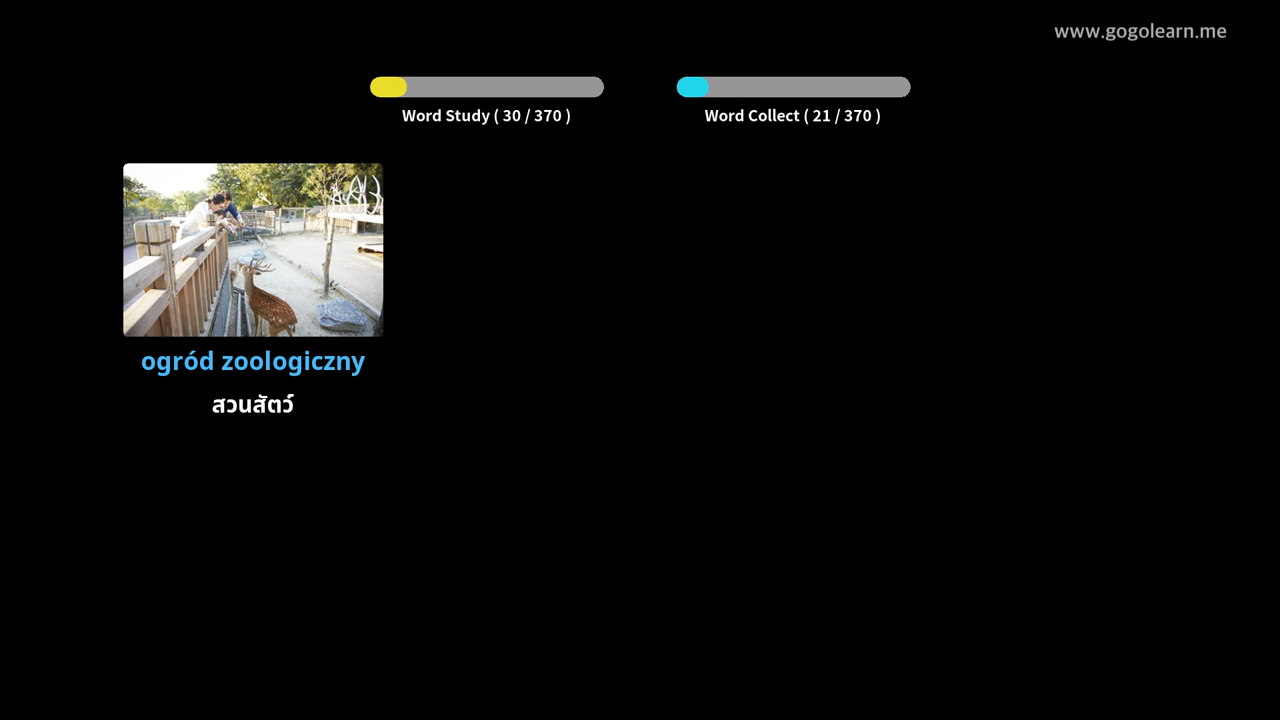 www.gogolearn.me
Word Study ( 30 / 370 )
Word Collect ( 21 / 370 )
ogród zoologiczny
สวนสัตว์